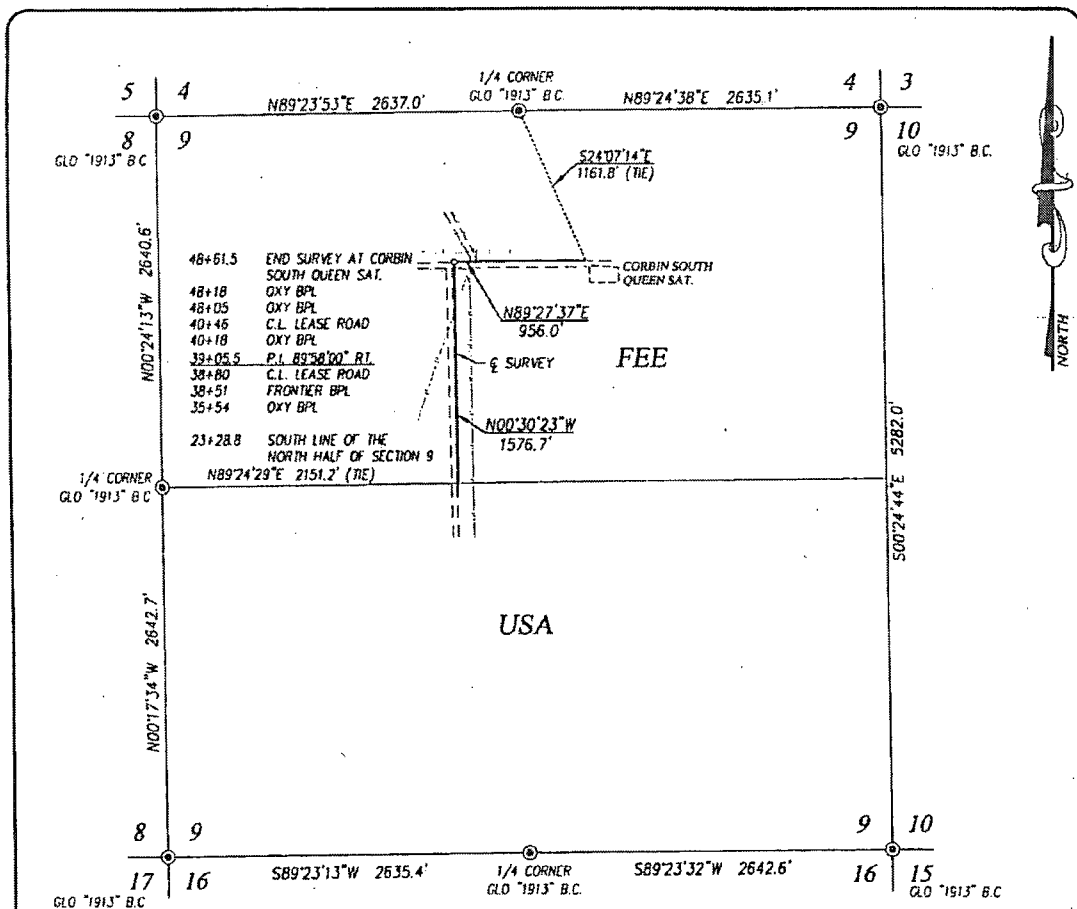 5
4
1/4 CORNER
GLO "1913" B.C.
4
3
N89°23'53"E 2637.0'
N89°24'38"E 2635.1'
8
9
9
10
GLO "1913" B.C
GLO "1913" B.C.
S24°07'14"E
1161.8' (TIE)
N00°24'13"W 2640.6'
48+61.5 END SURVEY AT CORBIN
SOUTH QUEEN SAT.
48+18 OXY BPL
48+05 OXY BPL
40+46 C.L. LEASE ROAD
40+18 OXY BPL
39+05.5 P.I. 89°58'00" RT.
38+80 C.L. LEASE ROAD
38+51 FRONTIER BPL
35+54 OXY BPL
23+28.8 SOUTH LINE OF THE
NORTH HALF OF SECTION 9
CORBIN SOUTH
QUEEN SAT.
N89°27'37"E
956.0'
℄ SURVEY
FEE
NORTH
N00°30'23"W
1576.7'
1/4 CORNER
GLO "1913" B.C
N89°24'29"E 2151.2' (TIE)
S00°24'44"E 5282.0'
USA
N00°17'34"W 2642.7'
8
9
9
10
17
16
S89°23'13"W 2635.4'
1/4 CORNER
GLO "1913" B.C.
S89°23'32"W 2642.6'
16
15
GLO "1913" B.C.
GLO "1913" B.C.